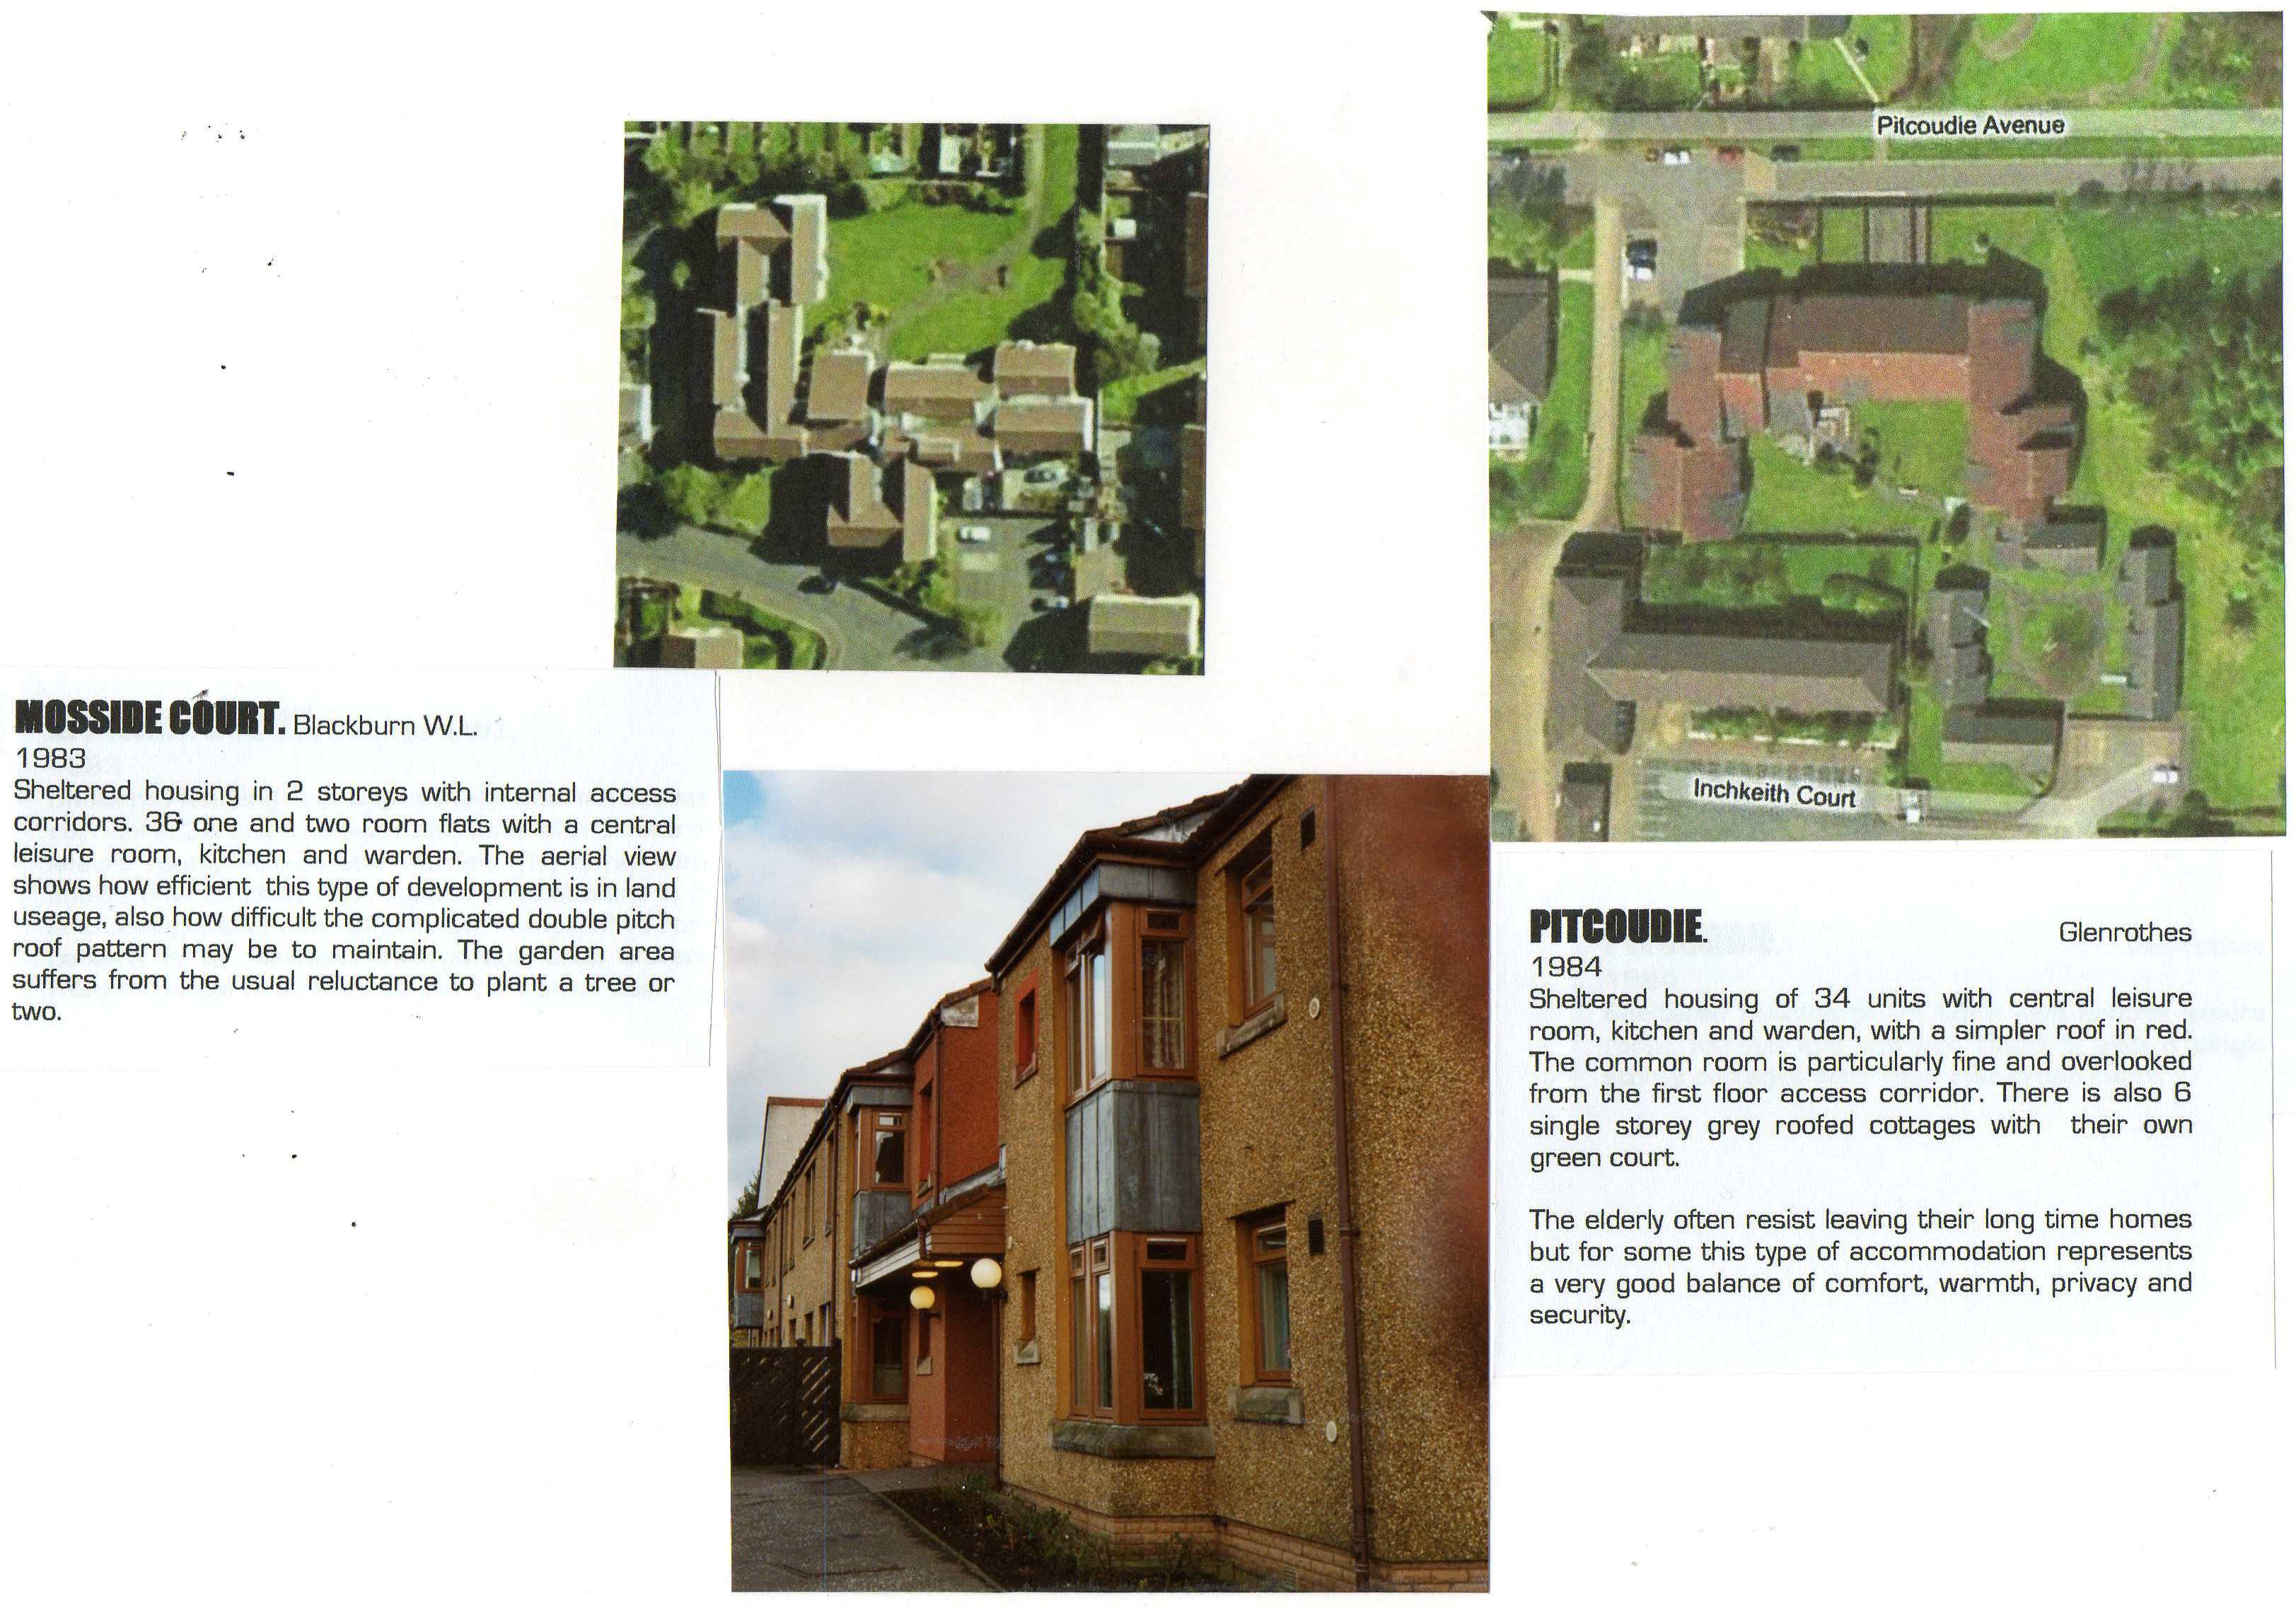 Pitcoudie Avenue
Inchkeith Court
MOSSIDE COURT. Blackburn W.L.
1983
Sheltered housing in 2 storeys with internal access
corridors. 36 one and two room flats with a central
leisure room, kitchen and warden. The aerial view
shows how efficient this type of development is in land
useage, also how difficult the complicated double pitch
roof pattern may be to maintain. The garden area
suffers from the usual reluctance to plant a tree or
two.
PITCOUDIE. Glenrothes
1984
Sheltered housing of 34 units with central leisure
room, kitchen and warden, with a simpler roof in red.
The common room is particularly fine and overlooked
from the first floor access corridor. There is also 6
single storey grey roofed cottages with their own
green court.
The elderly often resist leaving their long time homes
but for some this type of accommodation represents
a very good balance of comfort, warmth, privacy and
security.